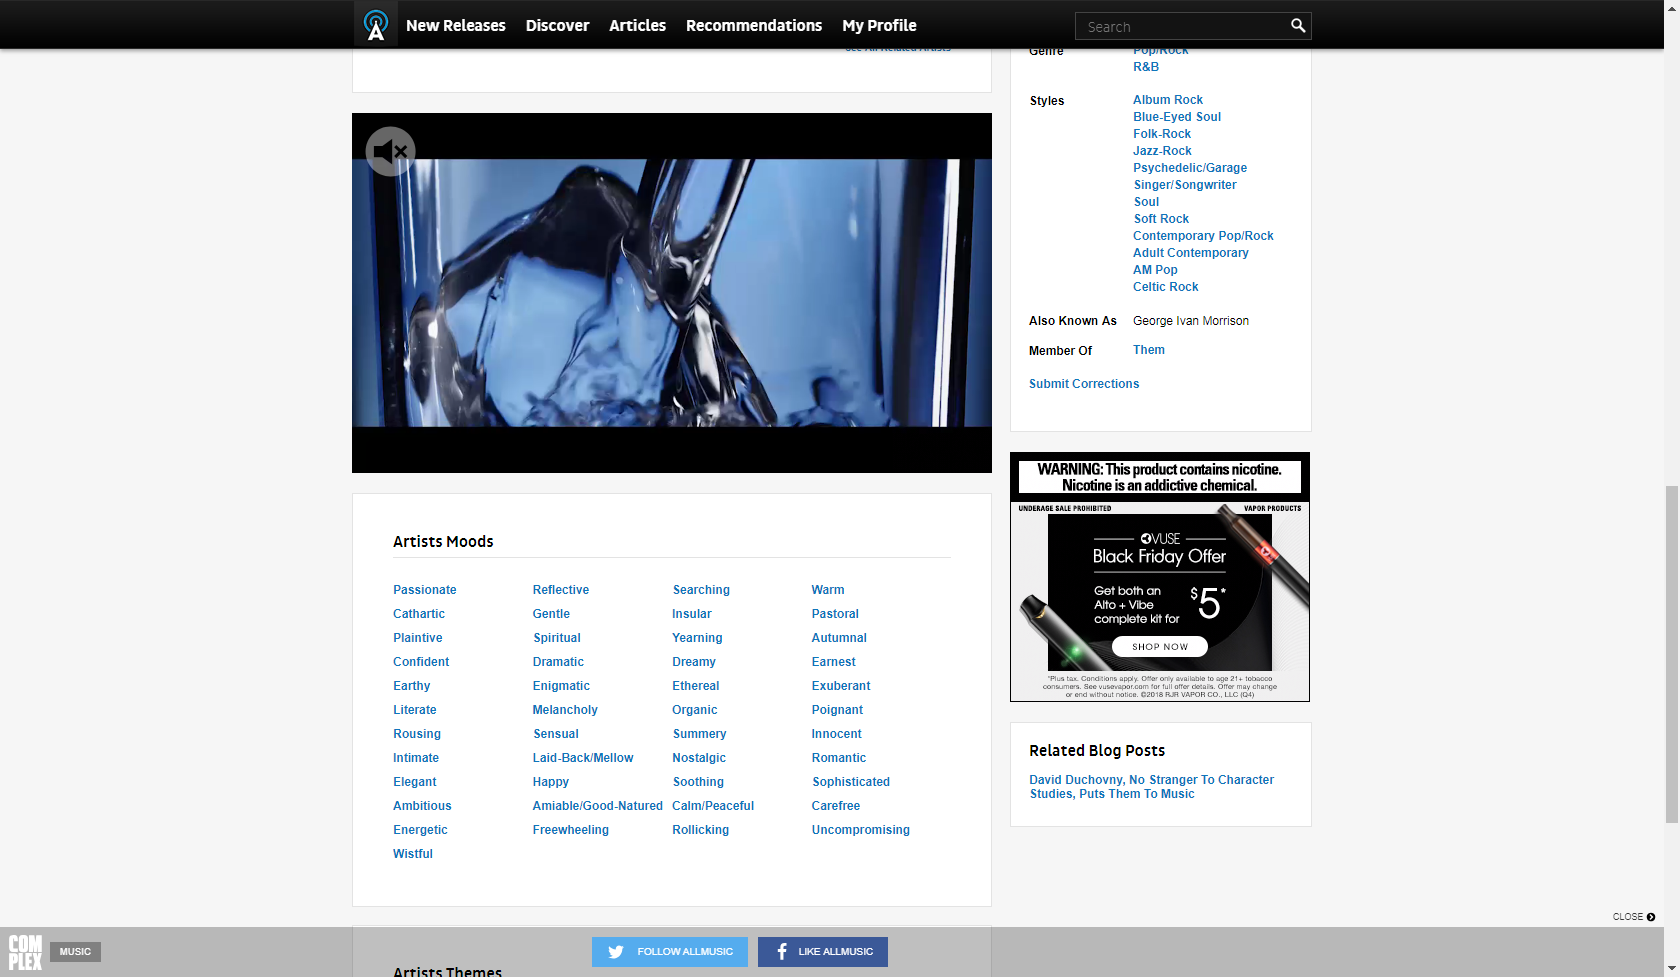 New Releases
Discover
Articles
Recommendations
My Profile
Search
See All Related Artists
Genre
Pop/Rock
R&B
Styles
Album Rock
Blue-Eyed Soul
Folk-Rock
Jazz-Rock
Psychedelic/Garage
Singer/Songwriter
Soul
Soft Rock
Contemporary Pop/Rock
Adult Contemporary
AM Pop
Celtic Rock
Also Known As
George Ivan Morrison
Member Of
Them
Submit Corrections
WARNING: This product contains nicotine.
Nicotine is an addictive chemical.
UNDERAGE SALE PROHIBITED
VAPOR PRODUCTS
VUSE
Black Friday Offer
Get both an
Alto + Vibe
complete kit for
$5*
SHOP NOW
*Plus tax. Conditions apply. Offer only available to age 21+ tobacco
consumers. See vusevapor.com for full offer details. Offer may change
or end without notice. ©2018 RJR VAPOR CO., LLC (Q4)
Artists Moods
Passionate
Reflective
Searching
Warm
Cathartic
Gentle
Insular
Pastoral
Plaintive
Spiritual
Yearning
Autumnal
Confident
Dramatic
Dreamy
Earnest
Earthy
Enigmatic
Ethereal
Exuberant
Literate
Melancholy
Organic
Poignant
Rousing
Sensual
Summery
Innocent
Intimate
Laid-Back/Mellow
Nostalgic
Romantic
Elegant
Happy
Soothing
Sophisticated
Ambitious
Amiable/Good-Natured
Calm/Peaceful
Carefree
Energetic
Freewheeling
Rollicking
Uncompromising
Wistful
Related Blog Posts
David Duchovny, No Stranger To Character
Studies, Puts Them To Music
CLOSE
COM
PLEX
MUSIC
FOLLOW ALLMUSIC
LIKE ALLMUSIC
Artists Themes